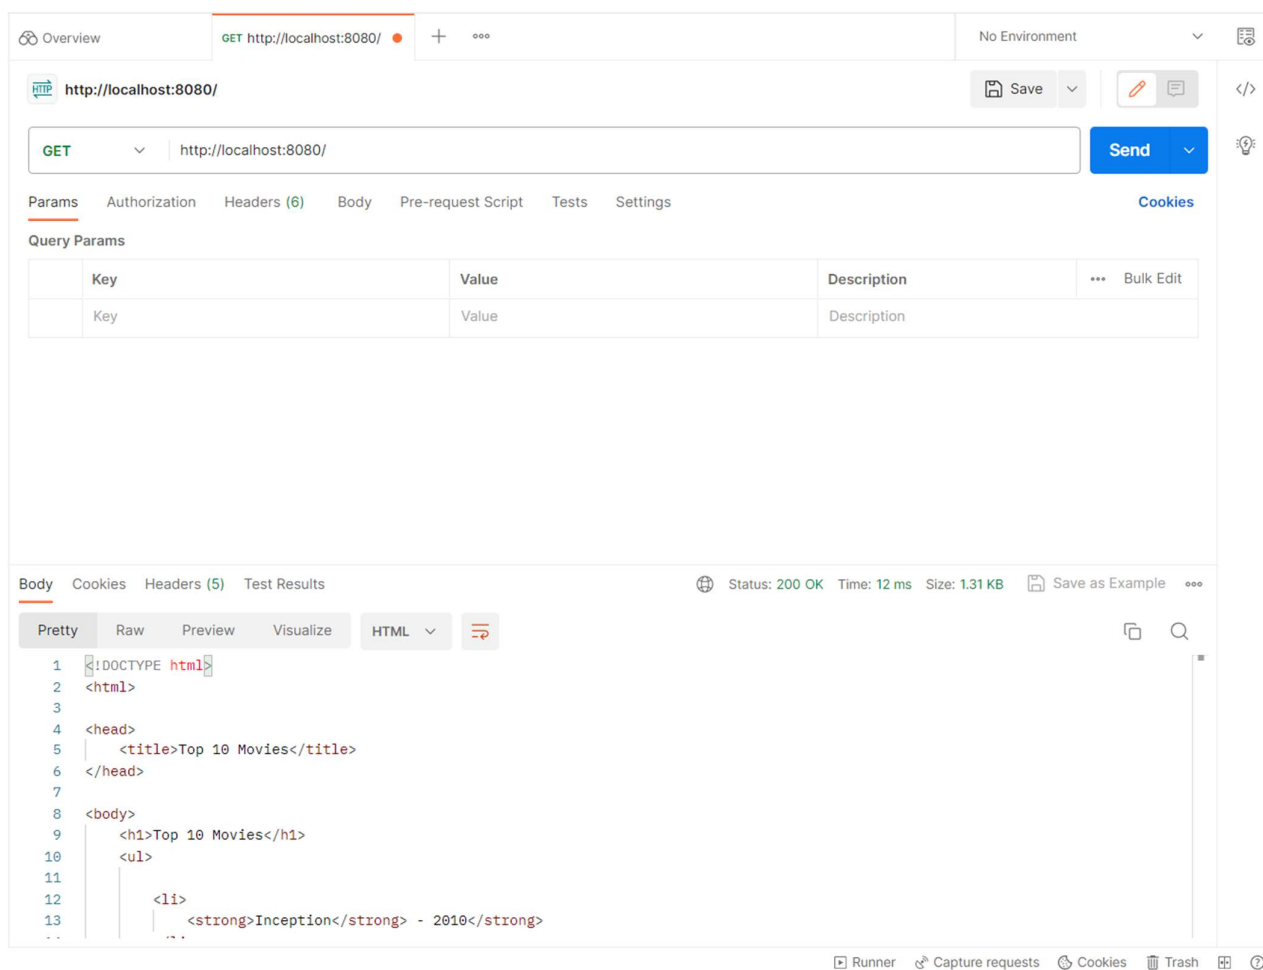 Overview GET http://localhost:8080/ No Environment
HTTP http://localhost:8080/ Save
GET http://localhost:8080/ Send
Params Authorization Headers (6) Body Pre-request Script Tests Settings Cookies
Query Params
Key Value Description Bulk Edit
Key Value Description
Body Cookies Headers (5) Test Results Status: 200 OK Time: 12 ms Size: 1.31 KB Save as Example
Pretty Raw Preview Visualize HTML
1 <!DOCTYPE html>
2 <html>
3
4 <head>
5 <title>Top 10 Movies</title>
6 </head>
7
8 <body>
9 <h1>Top 10 Movies</h1>
10 <ul>
11
12 <li>
13 <strong>Inception</strong> - 2010</strong>
Runner Capture requests Cookies Trash